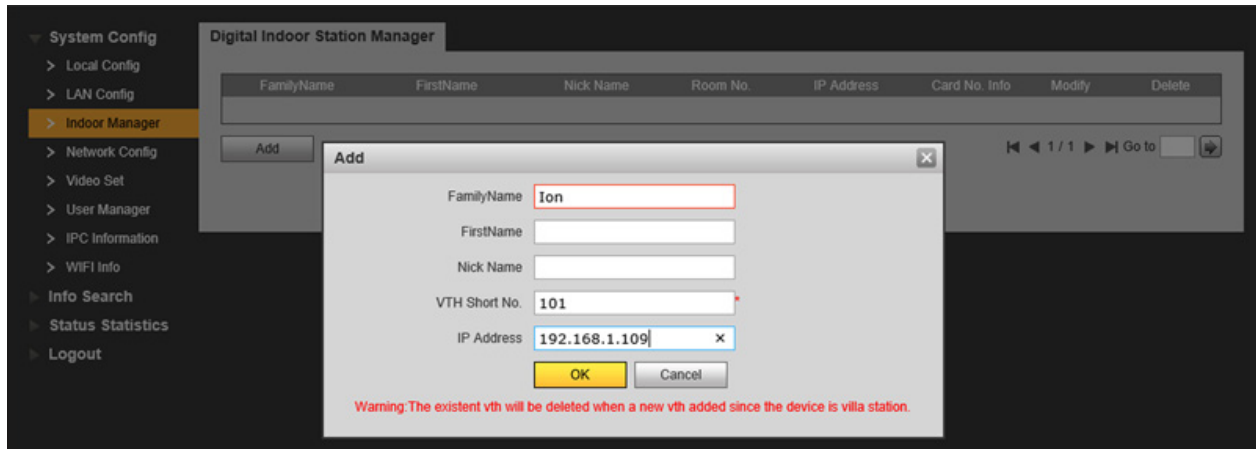 System Config
Local Config
LAN Config
Indoor Manager
Network Config
Video Set
User Manager
IPC Information
WIFI Info
Info Search
Status Statistics
Logout
Digital Indoor Station Manager
FamilyName FirstName Nick Name Room No. IP Address Card No. Info Modify Delete
Add
1 / 1 Go to
Add
FamilyName Ion
FirstName
Nick Name
VTH Short No. 101 *
IP Address 192.168.1.109
OK Cancel
Warning:The existent vth will be deleted when a new vth added since the device is villa station.